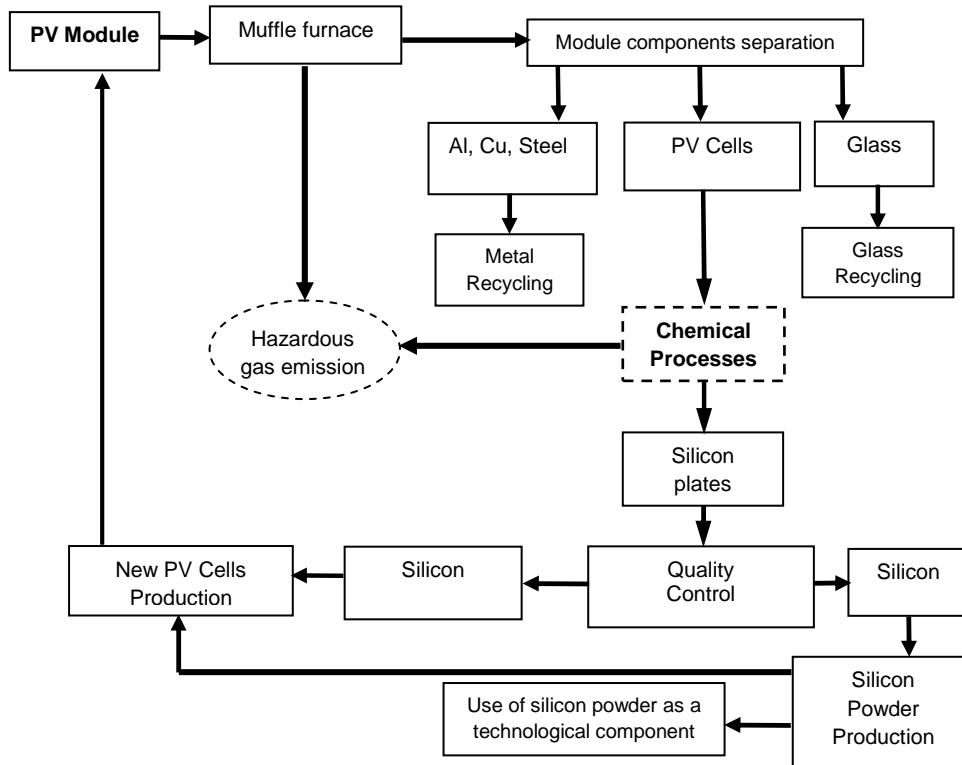 PV Module
Muffle furnace
Module components separation
Al, Cu, Steel
PV Cells
Glass
Metal
Recycling
Glass
Recycling
Hazardous
gas emission
Chemical
Processes
Silicon
plates
New PV Cells
Production
Silicon
Quality
Control
Silicon
Silicon
Powder
Production
Use of silicon powder as a
technological component